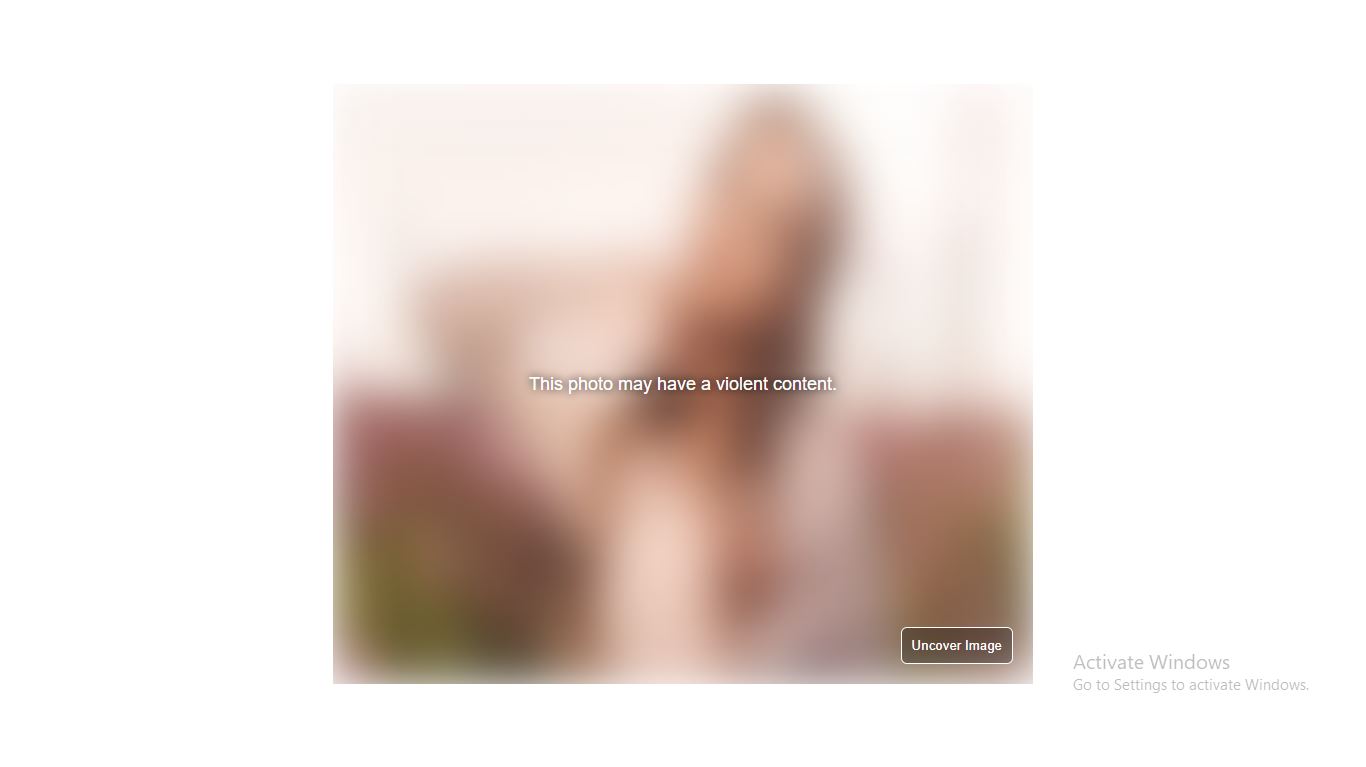 This photo may have a violent content.
Uncover Image
Activate Windows
Go to Settings to activate Windows.